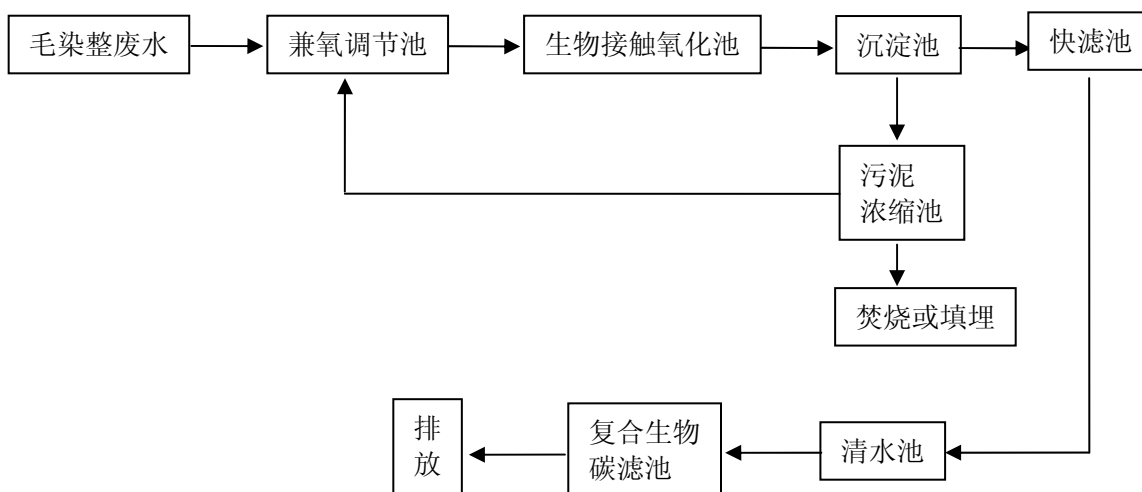 毛染整废水
兼氧调节池
生物接触氧化池
沉淀池
快滤池
污泥
浓缩池
焚烧或填埋
排
放
复合生物
碳滤池
清水池